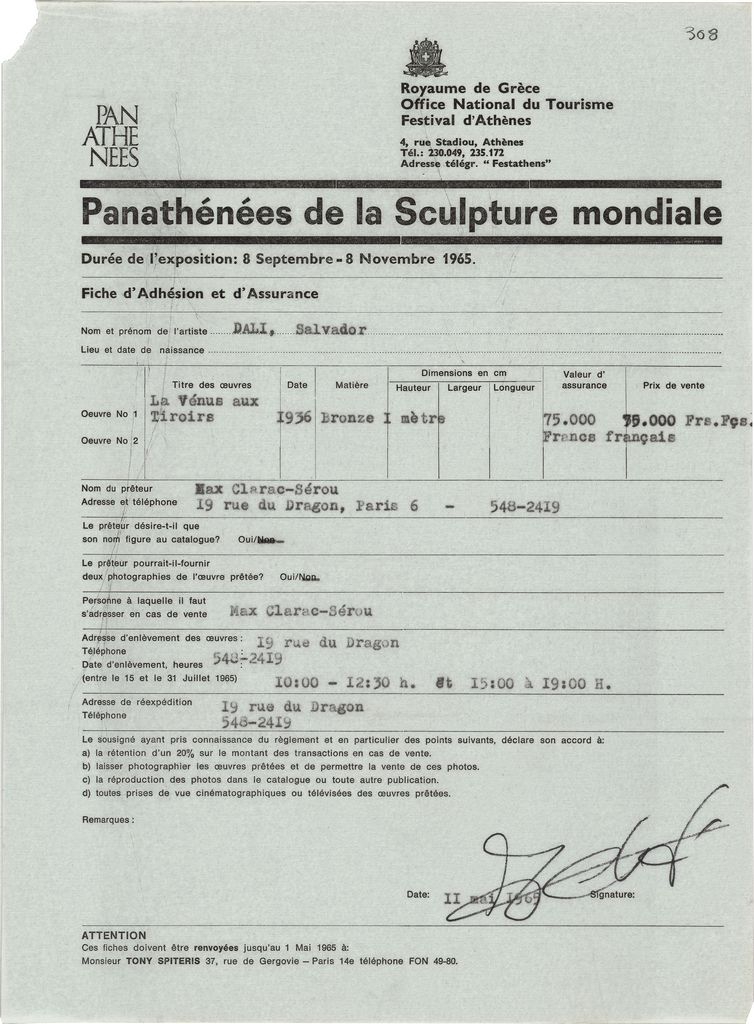 308
PAN
ATHE
NEES
Royaume de Grèce
Office National du Tourisme
Festival d'Athènes
4, rue Stadiou, Athènes
Tél.: 230.049, 235.172
Adresse télégr. “ Festathens”
Panathénées de la Sculpture mondiale
Durée de l'exposition: 8 Septembre - 8 Novembre 1965.
Fiche d'Adhésion et d'Assurance
Nom et prénom de l'artiste DALI, Salvador
Lieu et date de naissance
Titre des œuvres Date Matière Dimensions en cm Hauteur Largeur Longueur Valeur d' assurance Prix de vente
La Vénus aux
Oeuvre No 1 Tiroirs 1936 Bronze I mètre 75.000 75.000 Frs.Fçs.
Oeuvre No 2 Francs français
Nom du prêteur Max Clarac-Sérou
Adresse et téléphone 19 rue du Dragon, Paris 6 - 548-2419
Le prêteur désire-t-il que
son nom figure au catalogue? Oui/Non
Le prêteur pourrait-il-fournir
deux photographies de l'œuvre prêtée? Oui/Non
Personne à laquelle il faut
s'adresser en cas de vente Max Clarac-Sérou
Adresse d'enlèvement des œuvres: 19 rue du Dragon
Téléphone 548-2419
Date d'enlèvement, heures
(entre le 15 et le 31 Juillet 1965) 10:00 - 12:30 h. et 15:00 à 19:00 H.
Adresse de réexpédition 19 rue du Dragon
Téléphone 548-2419
Le sousigné ayant pris connaissance du règlement et en particulier des points suivants, déclare son accord à:
a) la rétention d'un 20% sur le montant des transactions en cas de vente.
b) laisser photographier les œuvres prêtées et de permettre la vente de ces photos.
c) la réproduction des photos dans le catalogue ou toute autre publication.
d) toutes prises de vue cinématographiques ou télévisées des œuvres prêtées.
Remarques :
Date: II mai 1965 Signature:
ATTENTION
Ces fiches doivent être renvoyées jusqu'au 1 Mai 1965 à:
Monsieur TONY SPITERIS 37, rue de Gergovie – Paris 14e téléphone FON 49-80.